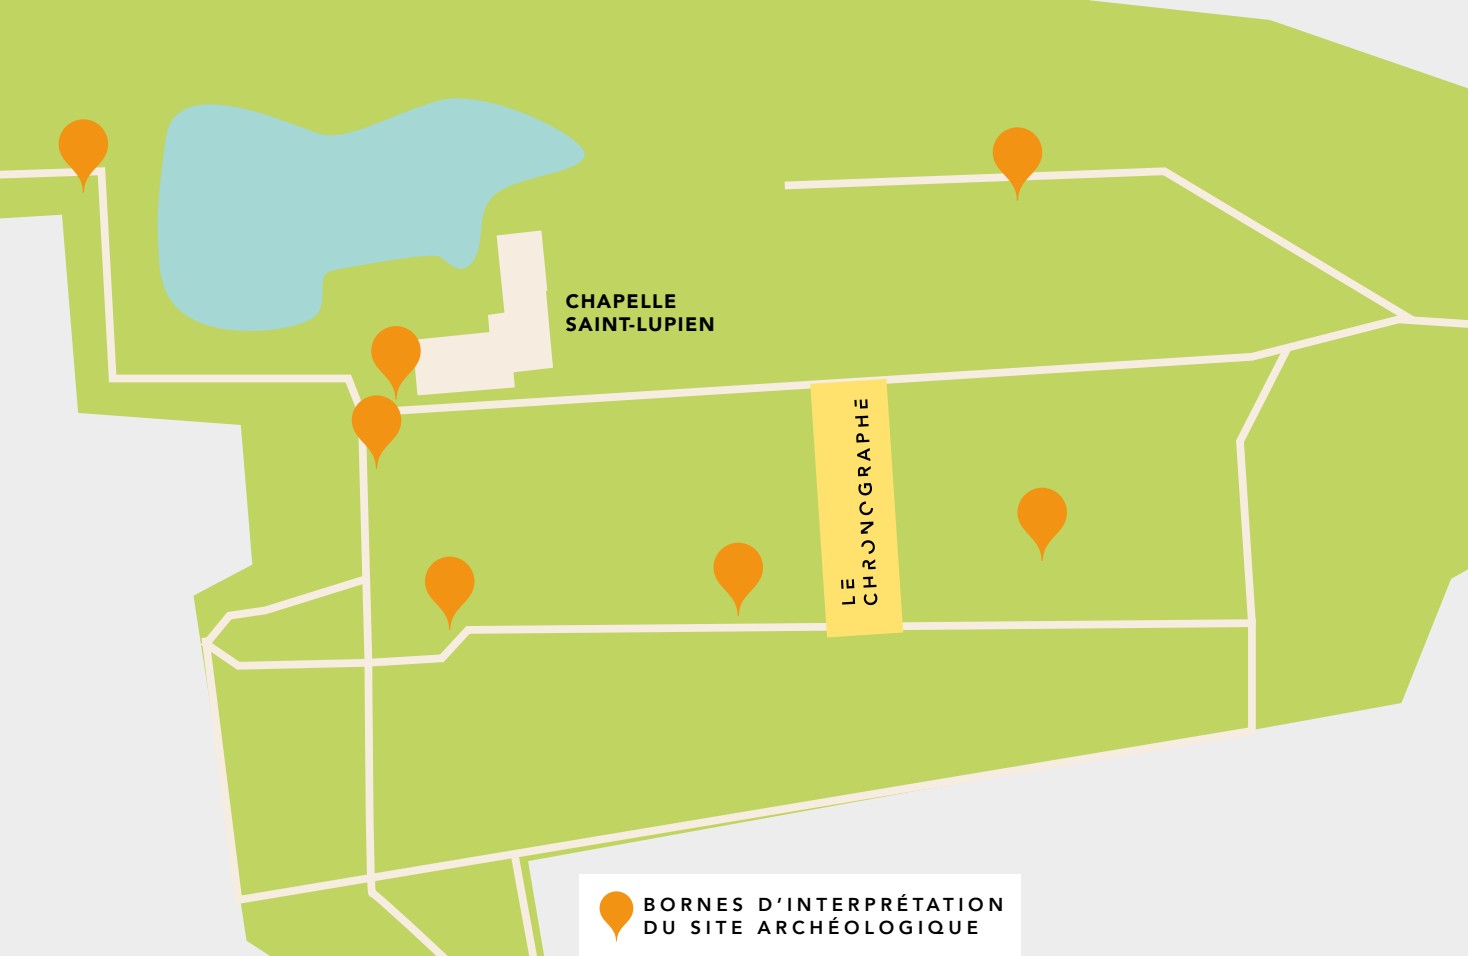 CHAPELLE
SAINT-LUPIEN
LE
CHRONOGRAPHE
BORNES D’INTERPRÉTATION
DU SITE ARCHÉOLOGIQUE